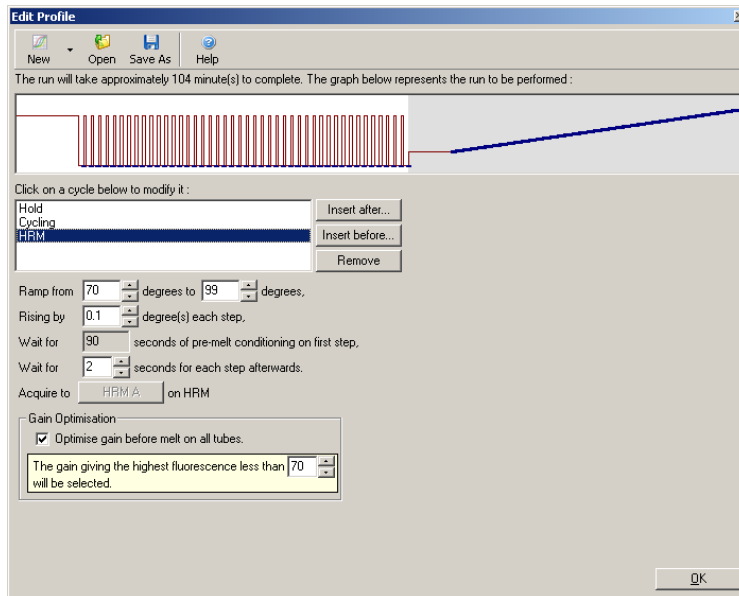 Edit Profile
New Open Save As Help
The run will take approximately 104 minute(s) to complete. The graph below represents the run to be performed :
Click on a cycle below to modify it :
Hold
Cycling
HRM
Insert after...
Insert before...
Remove
Ramp from 70 degrees to 99 degrees,
Rising by 0.1 degree(s) each step,
Wait for 90 seconds of pre-melt conditioning on first step,
Wait for 2 seconds for each step afterwards.
Acquire to HRM A on HRM
Gain Optimisation
Optimise gain before melt on all tubes.
The gain giving the highest fluorescence less than 70
will be selected.
OK